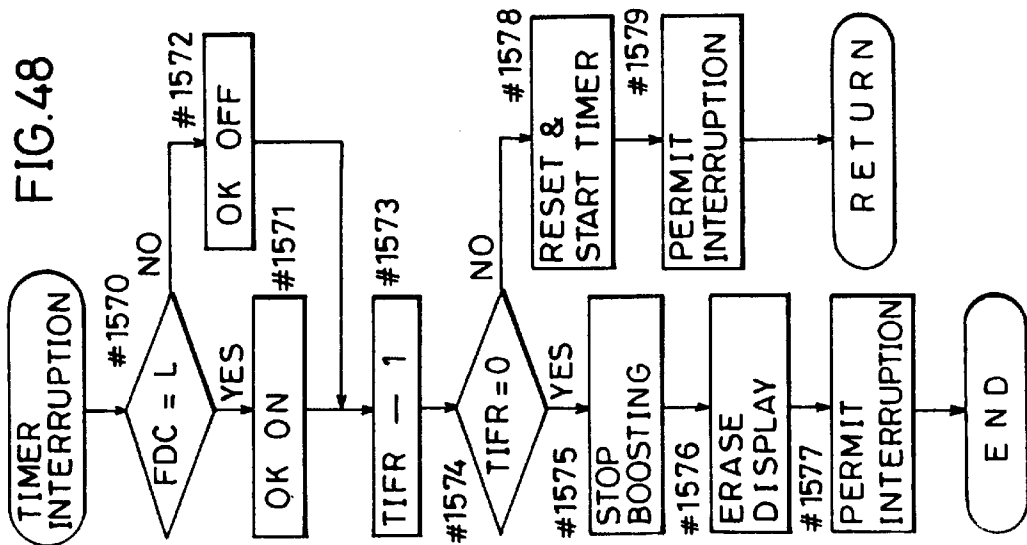 FIG.48
TIMER
INTERRUPTION
#1570
FDC = L
NO
YES
#1572
OK OFF
#1571
OK ON
#1573
TIFR — 1
#1574
TIFR = 0
NO
YES
#1575
STOP
BOOSTING
#1576
ERASE
DISPLAY
#1577
PERMIT
INTERRUPTION
END
#1578
RESET &
START TIMER
#1579
PERMIT
INTERRUPTION
RETURN